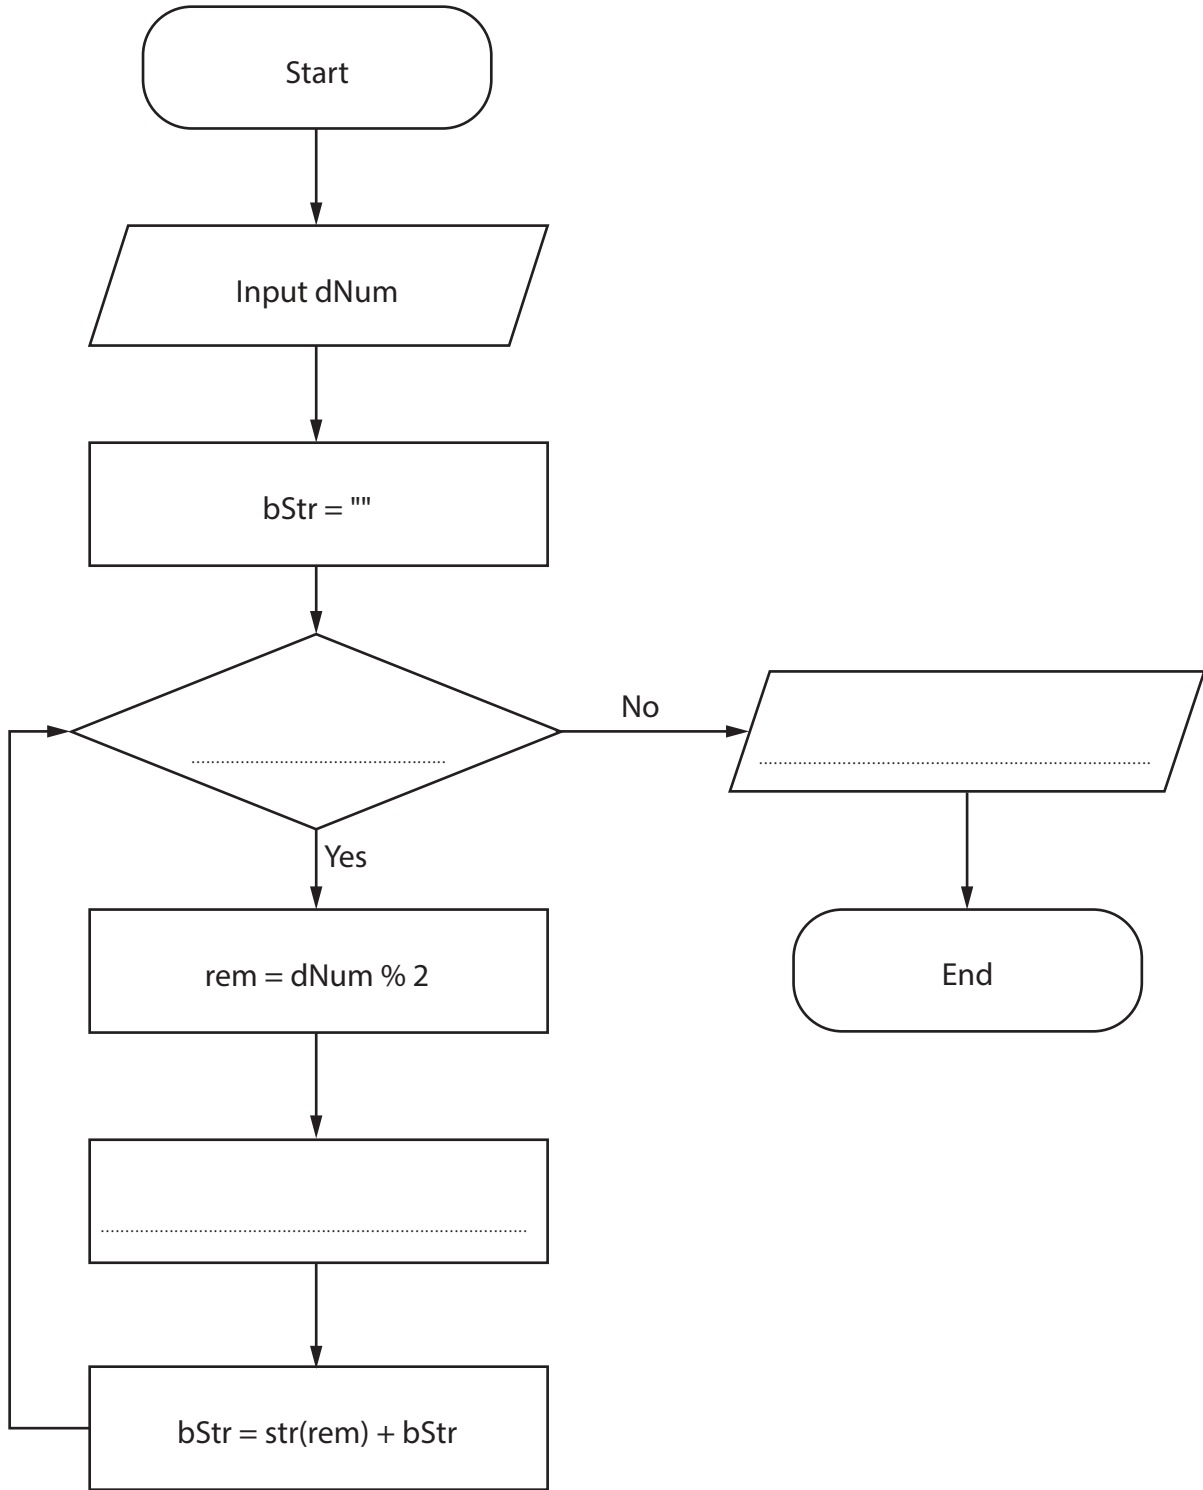 Start
Input dNum
bStr = ""
No
Yes
rem = dNum % 2
End
bStr = str(rem) + bStr